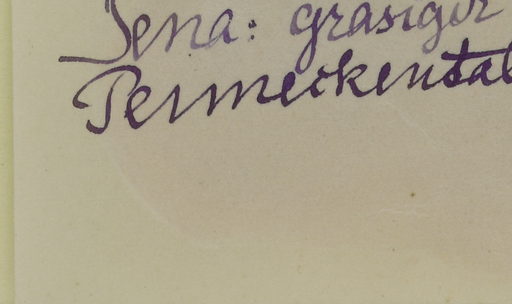 Jena: grasiger
Pennickental